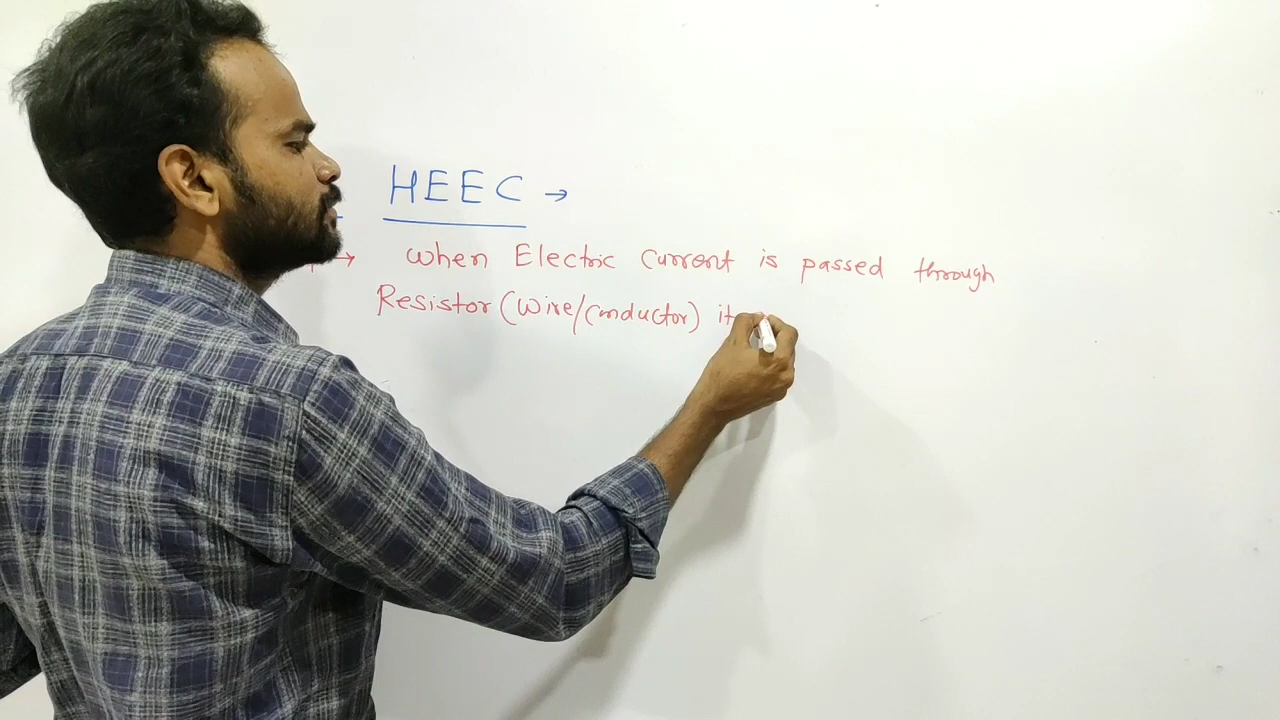 HEEC →
→ When Electric Current is passed through
Resistor (Wire/Conductor) it